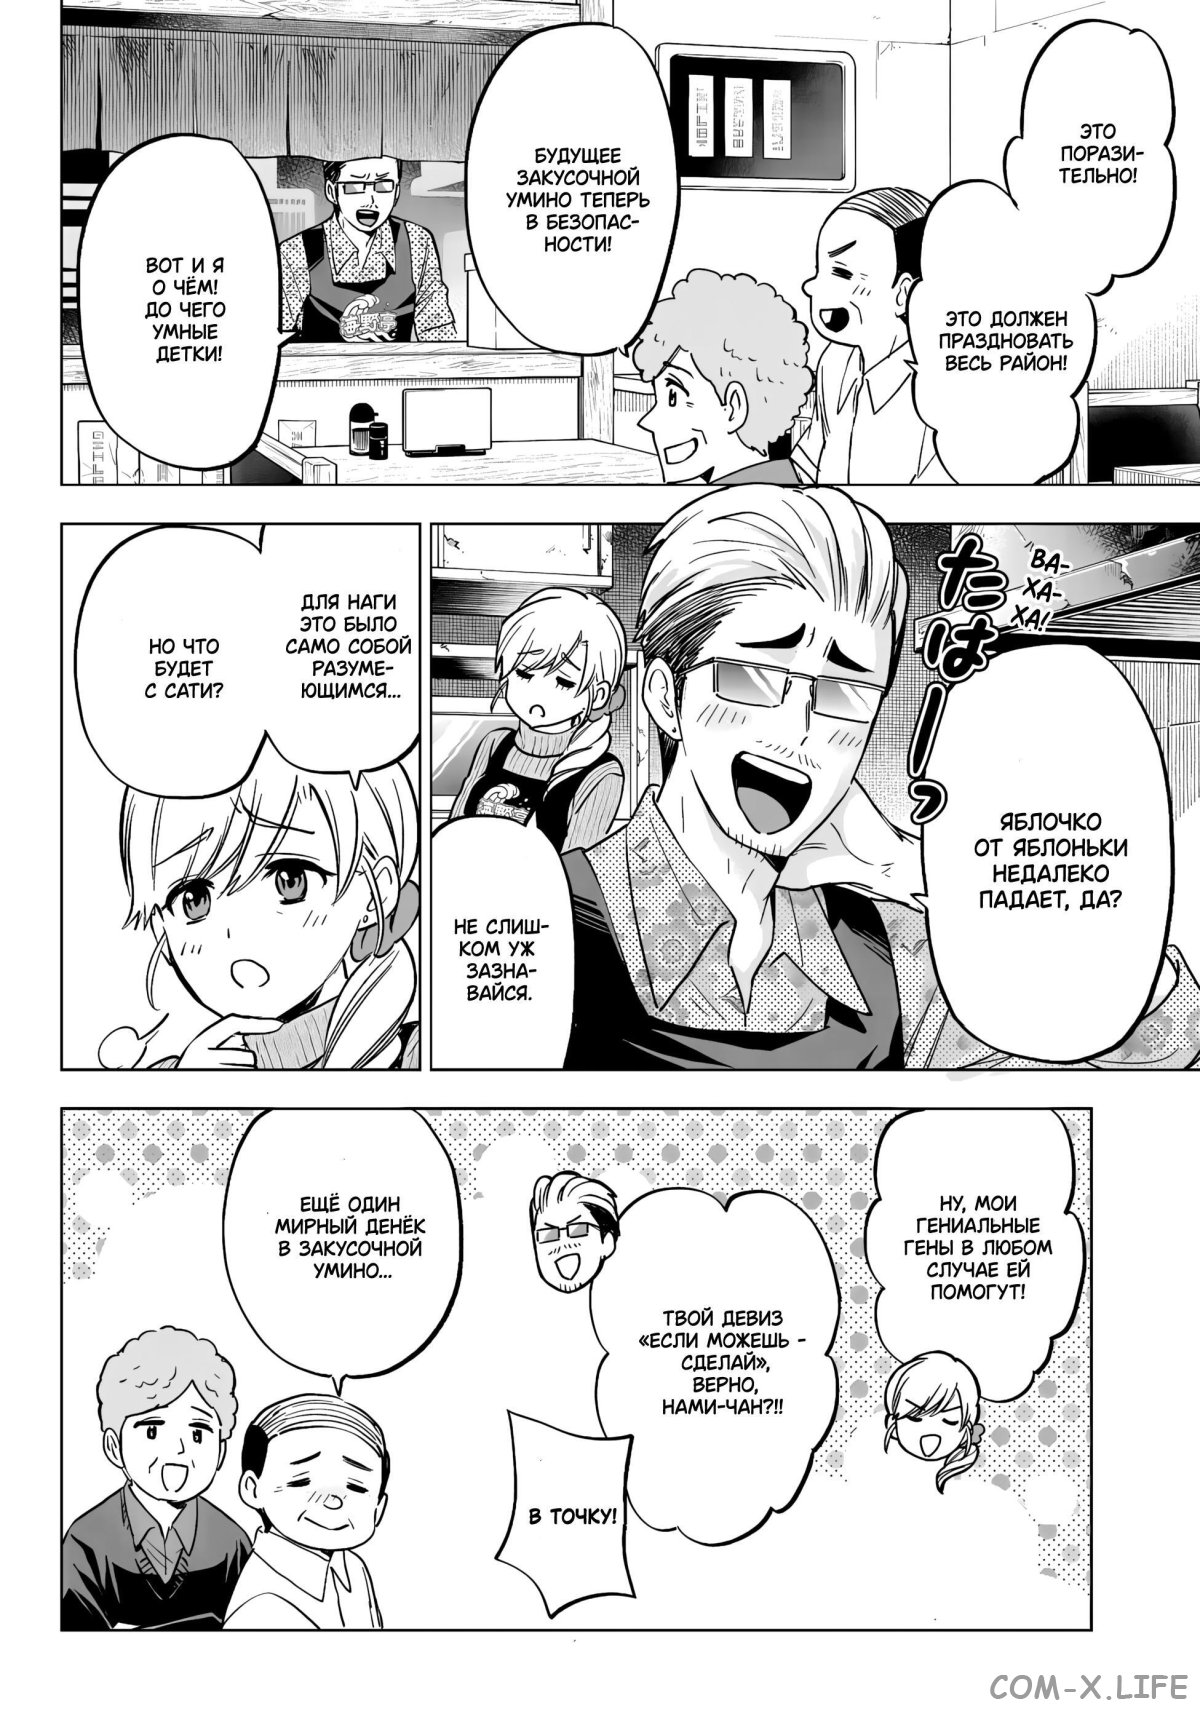 ЭТО
ПОРАЗИ-
ТЕЛЬНО!
ЭТО ДОЛЖЕН
ПРАЗДНОВАТЬ
ВЕСЬ РАЙОН!
БУДУЩЕЕ
ЗАКУСОЧНОЙ
УМИНО ТЕПЕРЬ
В БЕЗОПАС-
НОСТИ!
ВОТ И Я
О ЧЁМ!
ДО ЧЕГО
УМНЫЕ
ДЕТКИ!
海野亭
ВА-
ХА-
ХА!
たはーっ
ЯБЛОЧКО
ОТ ЯБЛОНЬКИ
НЕДАЛЕКО
ПАДАЕТ, ДА?
НЕ СЛИШ-
КОМ УЖ
ЗАЗНА-
ВАЙСЯ.
ДЛЯ НАГИ
ЭТО БЫЛО
САМО СОБОЙ
РАЗУМЕ-
ЮЩИМСЯ...
НО ЧТО
БУДЕТ
С САТИ?
НУ, МОИ
ГЕНИАЛЬНЫЕ
ГЕНЫ В ЛЮБОМ
СЛУЧАЕ ЕЙ
ПОМОГУТ!
ТВОЙ ДЕВИЗ
«ЕСЛИ МОЖЕШЬ -
СДЕЛАЙ»,
ВЕРНО,
НАМИ-ЧАН?!!
В ТОЧКУ!
ЕЩЁ ОДИН
МИРНЫЙ ДЕНЁК
В ЗАКУСОЧНОЙ
УМИНО...
COM-X.LIFE